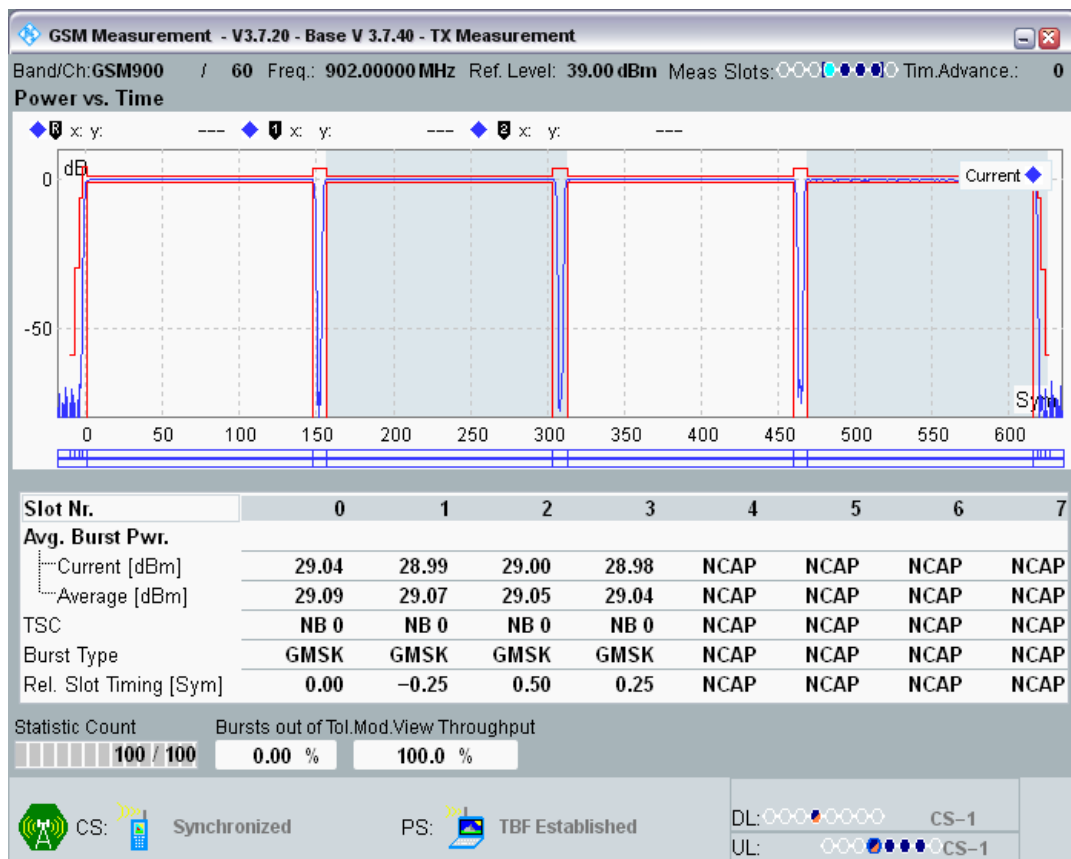 GSM Measurement - V3.7.20 - Base V 3.7.40 - TX Measurement
Band/Ch:GSM900 / 60 Freq.: 902.00000 MHz Ref. Level: 39.00 dBm Meas Slots: Tim.Advance.: 0
Power vs. Time
R x: y: --- 1 x: y: --- 2 x: y: ---
dB
Current
0
-50
Sym
0 50 100 150 200 250 300 350 400 450 500 550 600
Slot Nr. 0 1 2 3 4 5 6 7
Avg. Burst Pwr.
Current [dBm] 29.04 28.99 29.00 28.98 NCAP NCAP NCAP NCAP
Average [dBm] 29.09 29.07 29.05 29.04 NCAP NCAP NCAP NCAP
TSC NB 0 NB 0 NB 0 NB 0 NCAP NCAP NCAP NCAP
Burst Type GMSK GMSK GMSK GMSK NCAP NCAP NCAP NCAP
Rel. Slot Timing [Sym] 0.00 −0.25 0.50 0.25 NCAP NCAP NCAP NCAP
Statistic Count Bursts out of Tol.Mod.View Throughput
100 / 100 0.00 % 100.0 %
CS: Synchronized PS: TBF Established DL: CS−1
UL: CS−1